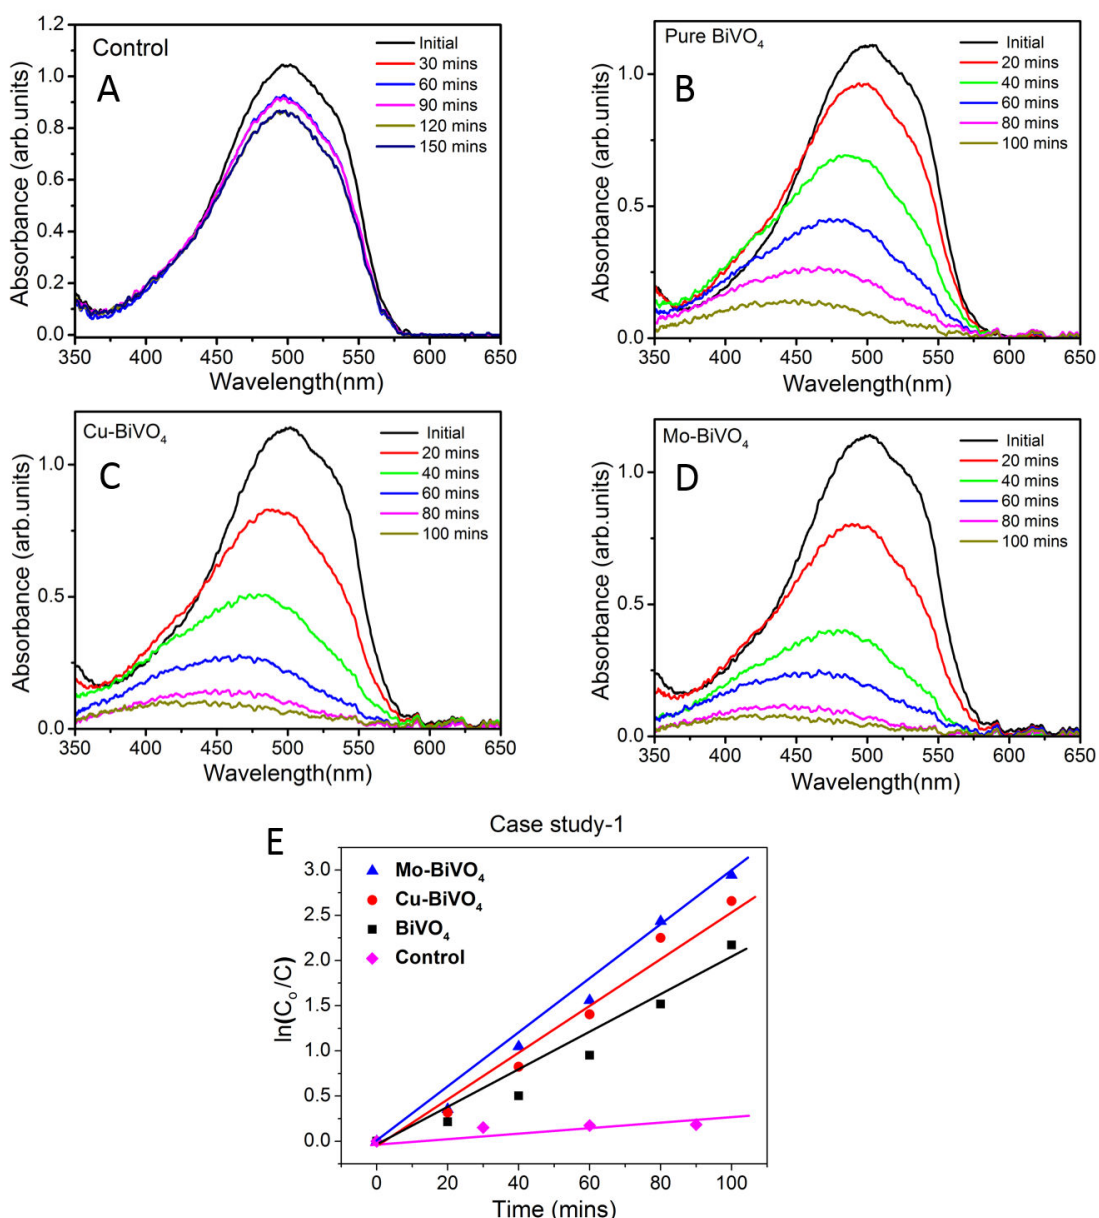 Control
A
Initial
30 mins
60 mins
90 mins
120 mins
150 mins
1.2
1.0
0.8
0.6
0.4
0.2
0.0
Absorbance (arb.units)
350 400 450 500 550 600 650
Wavelength(nm)
Pure BiVO4
B
Initial
20 mins
40 mins
60 mins
80 mins
100 mins
1.0
0.5
0.0
Absorbance (arb.units)
350 400 450 500 550 600 650
Wavelength(nm)
Cu-BiVO4
C
Initial
20 mins
40 mins
60 mins
80 mins
100 mins
1.0
0.5
0.0
Absorbance (arb.units)
350 400 450 500 550 600 650
Wavelength(nm)
Mo-BiVO4
D
Initial
20 mins
40 mins
60 mins
80 mins
100 mins
1.0
0.5
0.0
Absorbance (arb.units)
350 400 450 500 550 600 650
Wavelength(nm)
Case study-1
E
Mo-BiVO4
Cu-BiVO4
BiVO4
Control
3.0
2.5
2.0
1.5
1.0
0.5
0.0
ln(Co/C)
0 20 40 60 80 100
Time (mins)